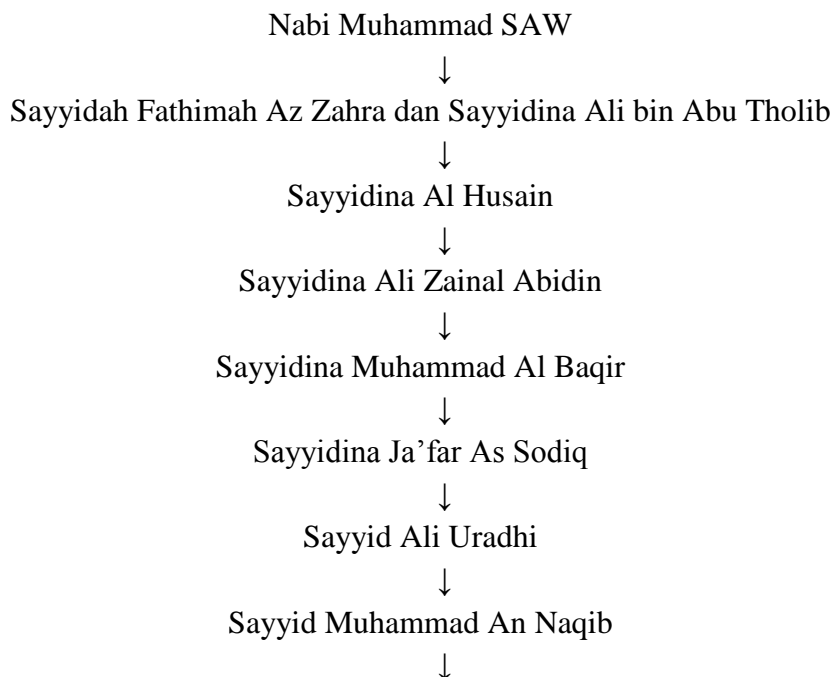 Nabi Muhammad SAW
↓
Sayyidah Fathimah Az Zahra dan Sayyidina Ali bin Abu Tholib
↓
Sayyidina Al Husain
↓
Sayyidina Ali Zainal Abidin
↓
Sayyidina Muhammad Al Baqir
↓
Sayyidina Ja’far As Sodiq
↓
Sayyid Ali Uradhi
↓
Sayyid Muhammad An Naqib
↓